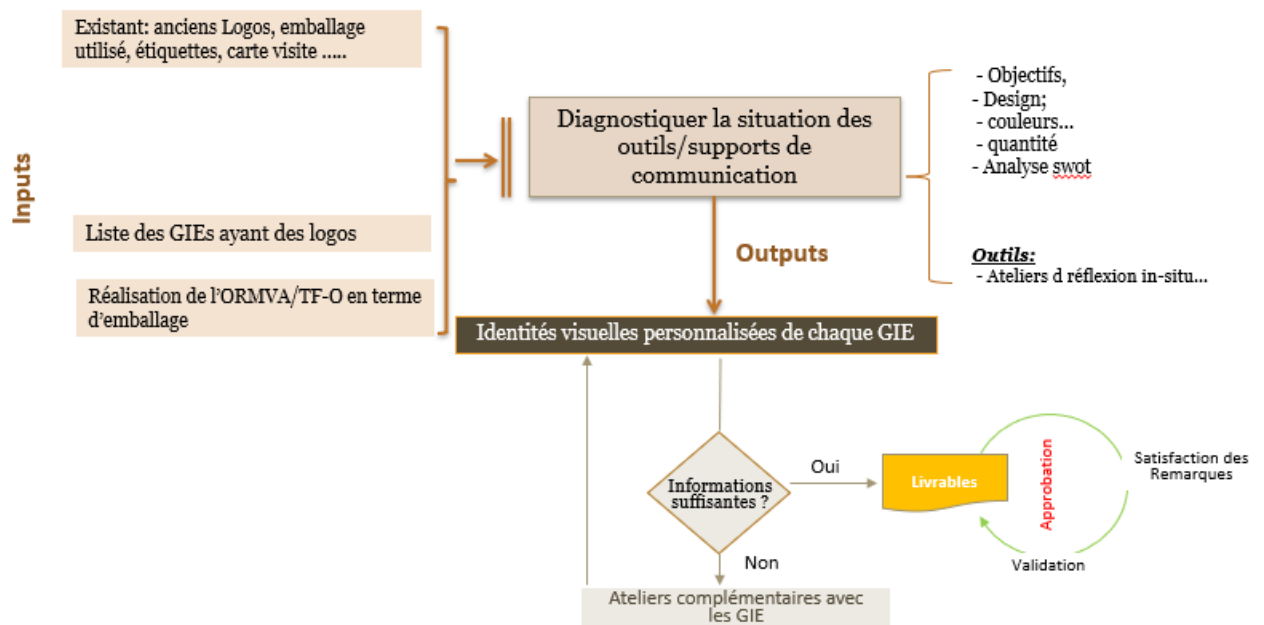 Inputs
Existant: anciens Logos, emballage
utilisé, étiquettes, carte visite .....
Liste des GIEs ayant des logos
Réalisation de l'ORMVA/TF-O en terme
d'emballage
Diagnostiquer la situation des
outils/supports de
communication
- Objectifs,
- Design;
- couleurs...
- quantité
- Analyse swot
Outils:
- Ateliers d réflexion in-situ...
Outputs
Identités visuelles personnalisées de chaque GIE
Informations
suffisantes ?
Oui
Livrables
Approbation
Satisfaction des
Remarques
Validation
Non
Ateliers complémentaires avec
les GIE